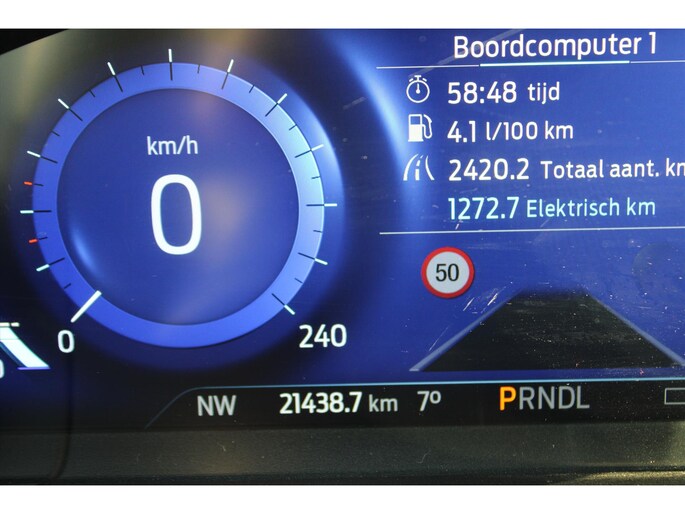 Boordcomputer 1
58:48 tijd
4.1 l/100 km
2420.2 Totaal aant. km
1272.7 Elektrisch km
km/h
0
50
0
240
NW 21438.7 km 7º PRNDL